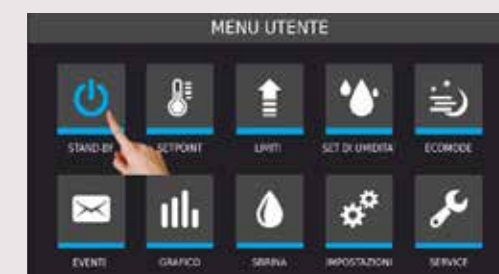 MENU UTENTE
STAND-BY SETPOINT LIMITI SET DI UMIDITÀ ECOMODE
EVENTI GRAFICO SBRINA IMPOSTAZIONI SERVICE